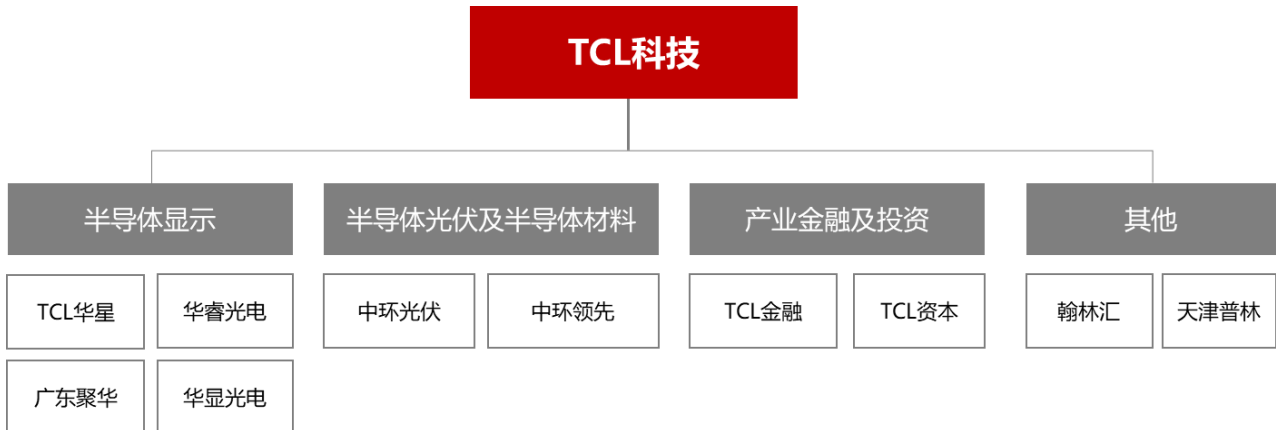 TCL科技
半导体显示
半导体光伏及半导体材料
产业金融及投资
其他
TCL华星
华睿光电
中环光伏
中环领先
TCL金融
TCL资本
翰林汇
天津普林
广东聚华
华显光电